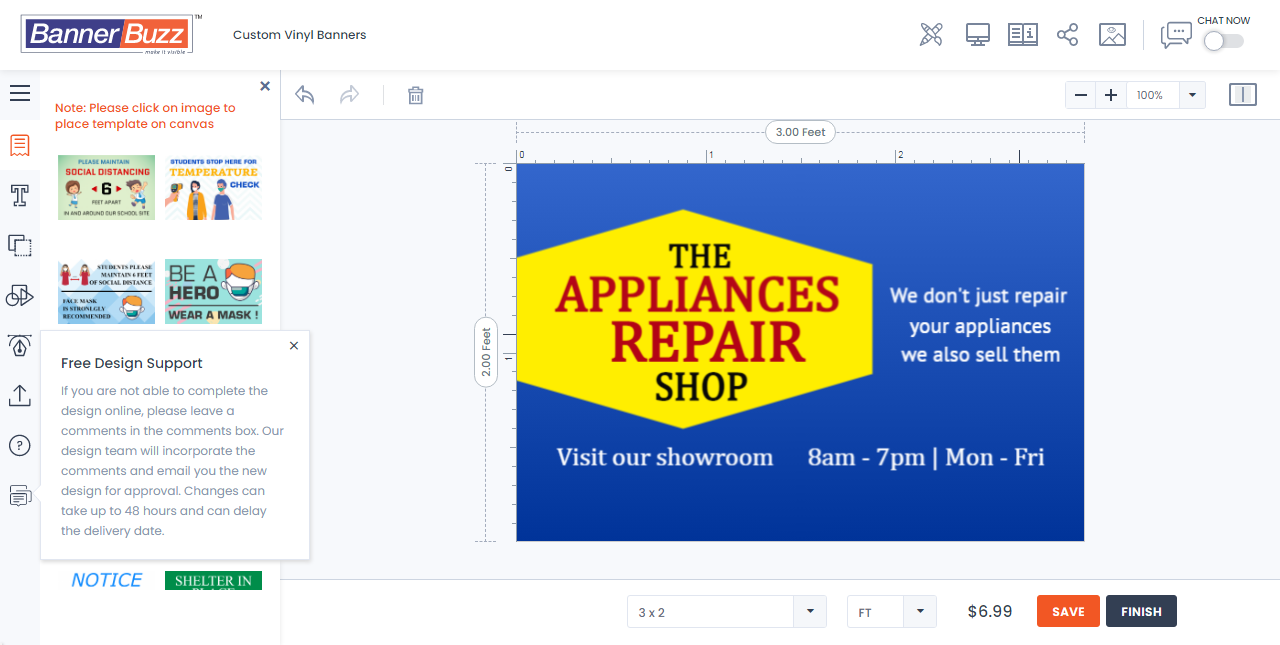 BannerBuzz
TM
make it visible
Custom Vinyl Banners
CHAT NOW
Note: Please click on image to
place template on canvas
100%
PLEASE MAINTAIN
SOCIAL DISTANCING
6
FEET APART
IN AND AROUND OUR SCHOOL SITE
STUDENTS STOP HERE FOR
TEMPERATURE
CHECK
STUDENTS PLEASE
MAINTAIN 6 FEET
OF SOCIAL DISTANCE
FACE MASK
IS STRONLGLY
RECOMMENDED
BE A
HERO
WEAR A MASK !
Free Design Support
If you are not able to complete the
design online, please leave a
comments in the comments box. Our
design team will incorporate the
comments and email you the new
design for approval. Changes can
take up to 48 hours and can delay
the delivery date.
NOTICE
SHELTER IN
PLACE
3.00 Feet
0 1 2
2.00 Feet
0
1
THE
APPLIANCES
REPAIR
SHOP
We don't just repair
your appliances
we also sell them
Visit our showroom 8am - 7pm | Mon - Fri
3 x 2
FT
$6.99
SAVE
FINISH